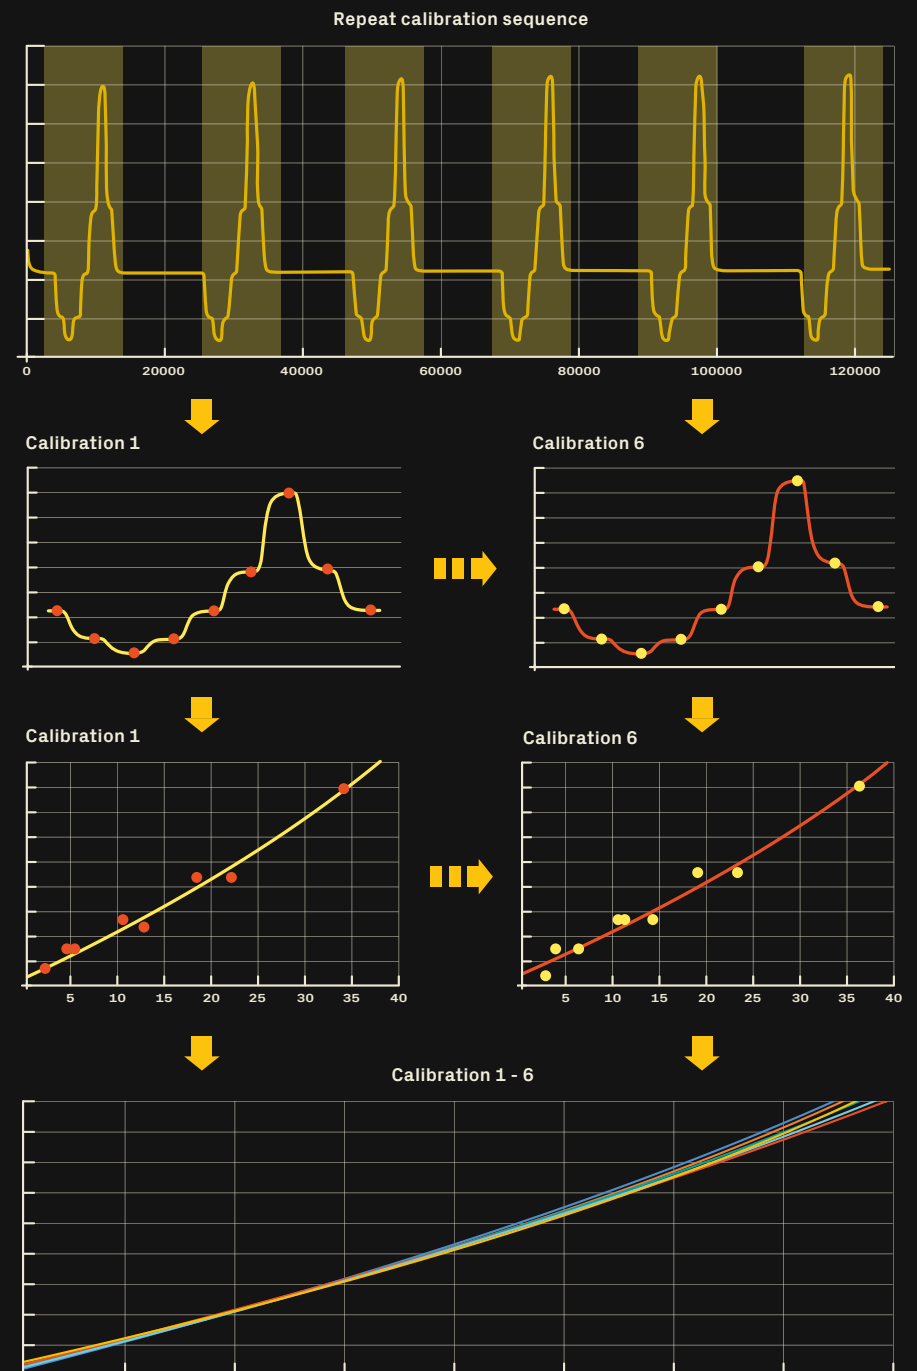 Repeat calibration sequence
0 20000 40000 60000 80000 100000 120000
Calibration 1
Calibration 6
Calibration 1
Calibration 6
5 10 15 20 25 30 35 40
5 10 15 20 25 30 35 40
Calibration 1 - 6